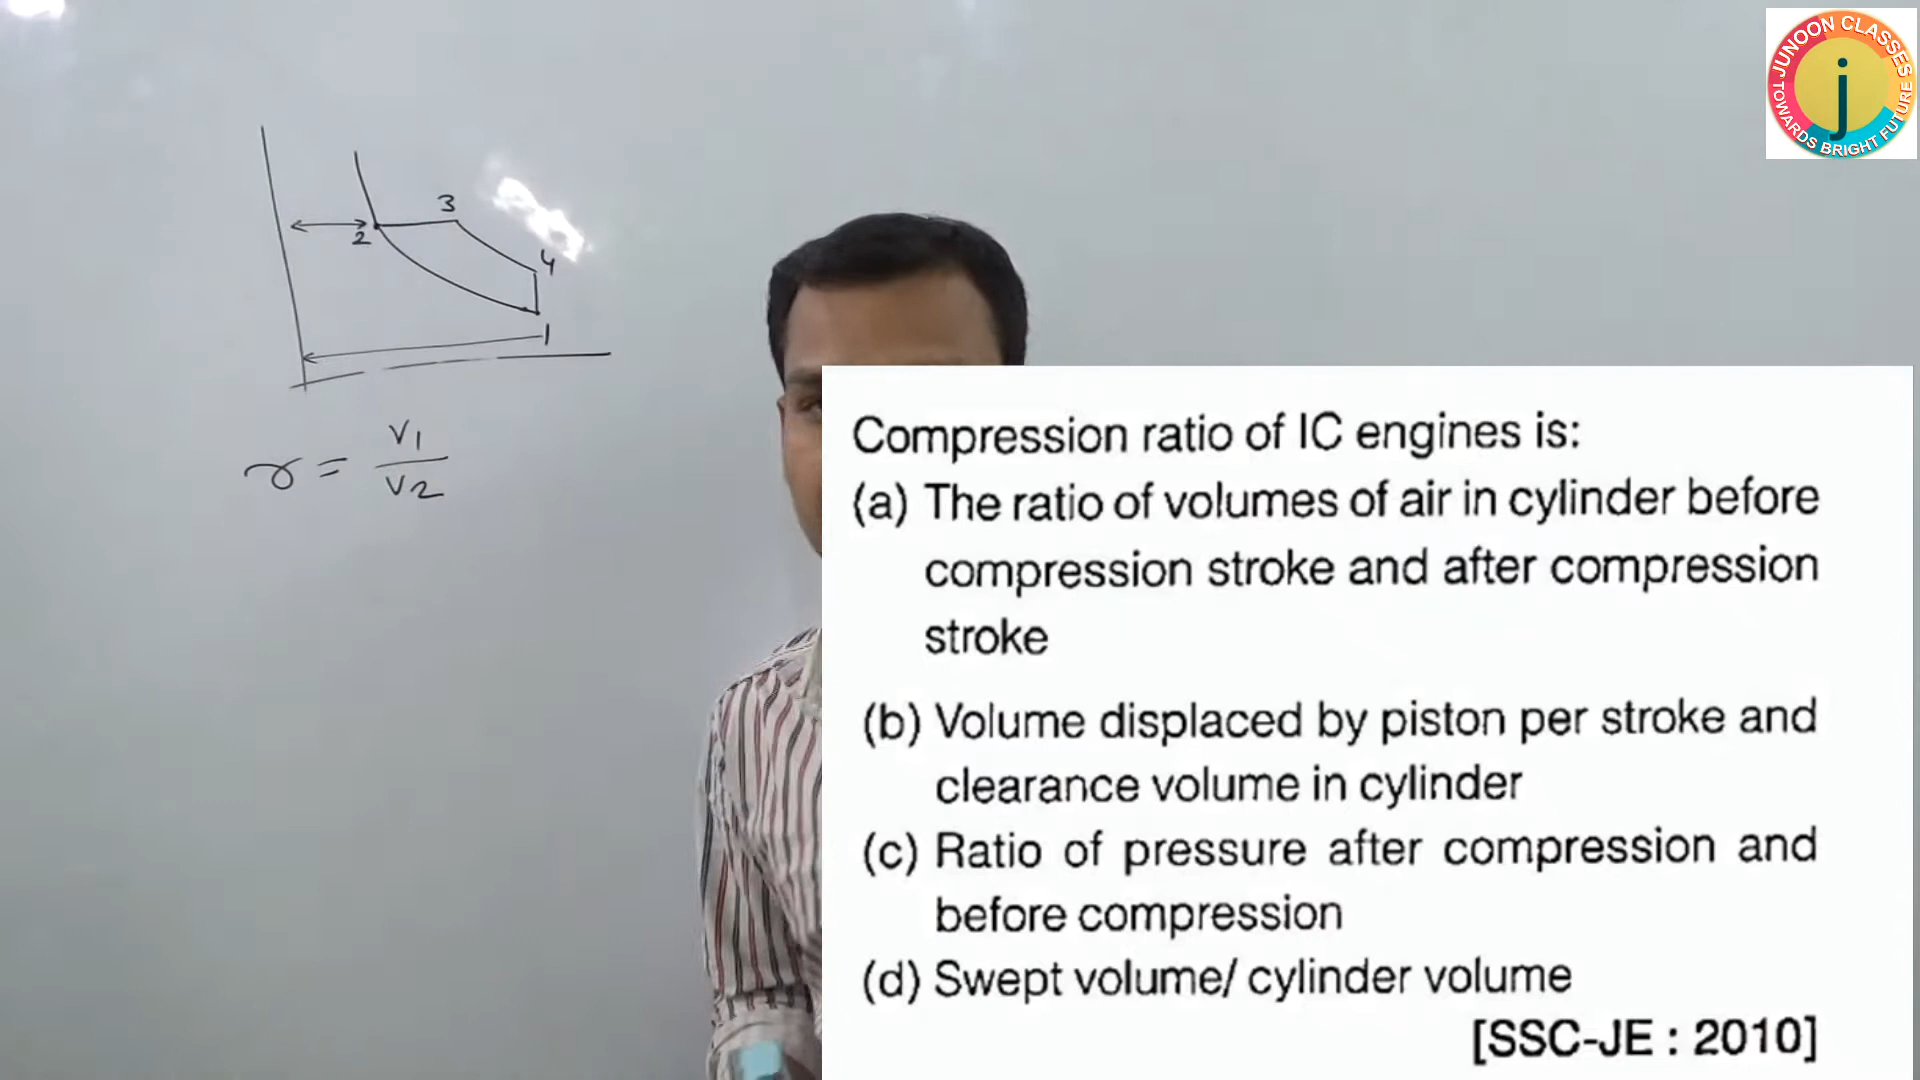 JUNOON CLASSES
TOWARDS BRIGHT FUTURE
j
3
2
4
1
r = V1
V2
Compression ratio of IC engines is:
(a) The ratio of volumes of air in cylinder before
compression stroke and after compression
stroke
(b) Volume displaced by piston per stroke and
clearance volume in cylinder
(c) Ratio of pressure after compression and
before compression
(d) Swept volume/ cylinder volume
[SSC-JE : 2010]